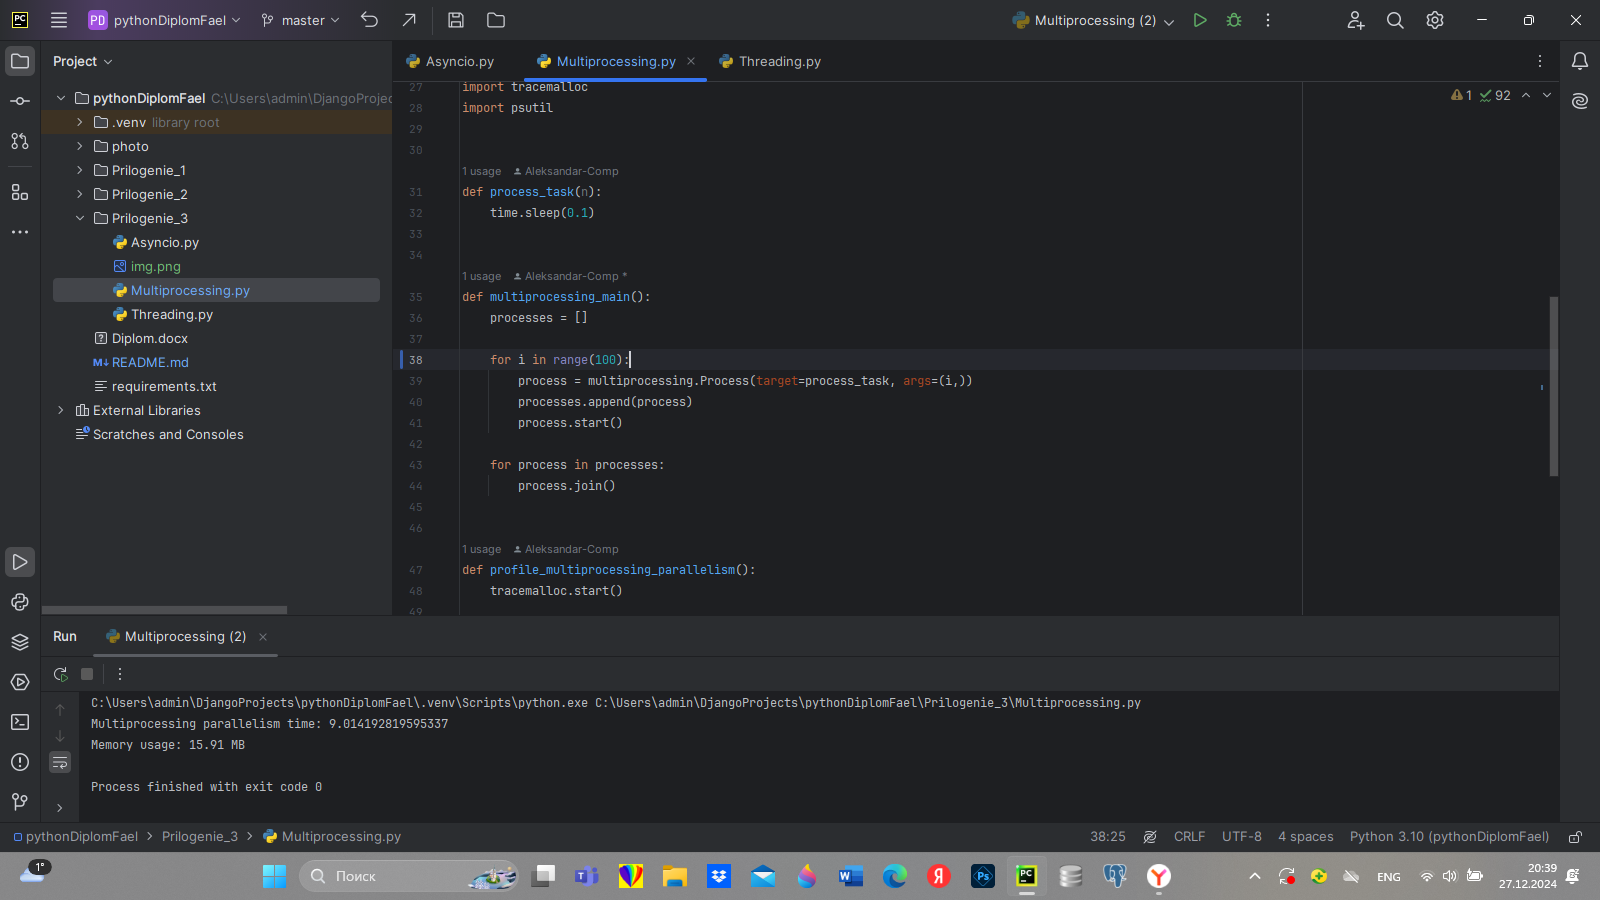 PC
PD pythonDiplomFael
master
Multiprocessing (2)
Project
Asyncio.py
Multiprocessing.py
Threading.py
pythonDiplomFael C:\Users\admin\DjangoProjec
.venv library root
photo
Prilogenie_1
Prilogenie_2
Prilogenie_3
Asyncio.py
img.png
Multiprocessing.py
Threading.py
Diplom.docx
M↓ README.md
requirements.txt
External Libraries
Scratches and Consoles
1 92
27 import tracemalloc
28 import psutil
29
30
1 usage Aleksandar-Comp
31 def process_task(n):
32 time.sleep(0.1)
33
34
1 usage Aleksandar-Comp *
35 def multiprocessing_main():
36 processes = []
37
38 for i in range(100):
39 process = multiprocessing.Process(target=process_task, args=(i,))
40 processes.append(process)
41 process.start()
42
43 for process in processes:
44 process.join()
45
46
1 usage Aleksandar-Comp
47 def profile_multiprocessing_parallelism():
48 tracemalloc.start()
49
Run
Multiprocessing (2)
C:\Users\admin\DjangoProjects\pythonDiplomFael\.venv\Scripts\python.exe C:\Users\admin\DjangoProjects\pythonDiplomFael\Prilogenie_3\Multiprocessing.py
Multiprocessing parallelism time: 9.014192819595337
Memory usage: 15.91 MB
Process finished with exit code 0
pythonDiplomFael > Prilogenie_3 > Multiprocessing.py
38:25 CRLF UTF-8 4 spaces Python 3.10 (pythonDiplomFael)
1°
Поиск
W
Я
Ps
PC
Y
ENG
20:39
27.12.2024